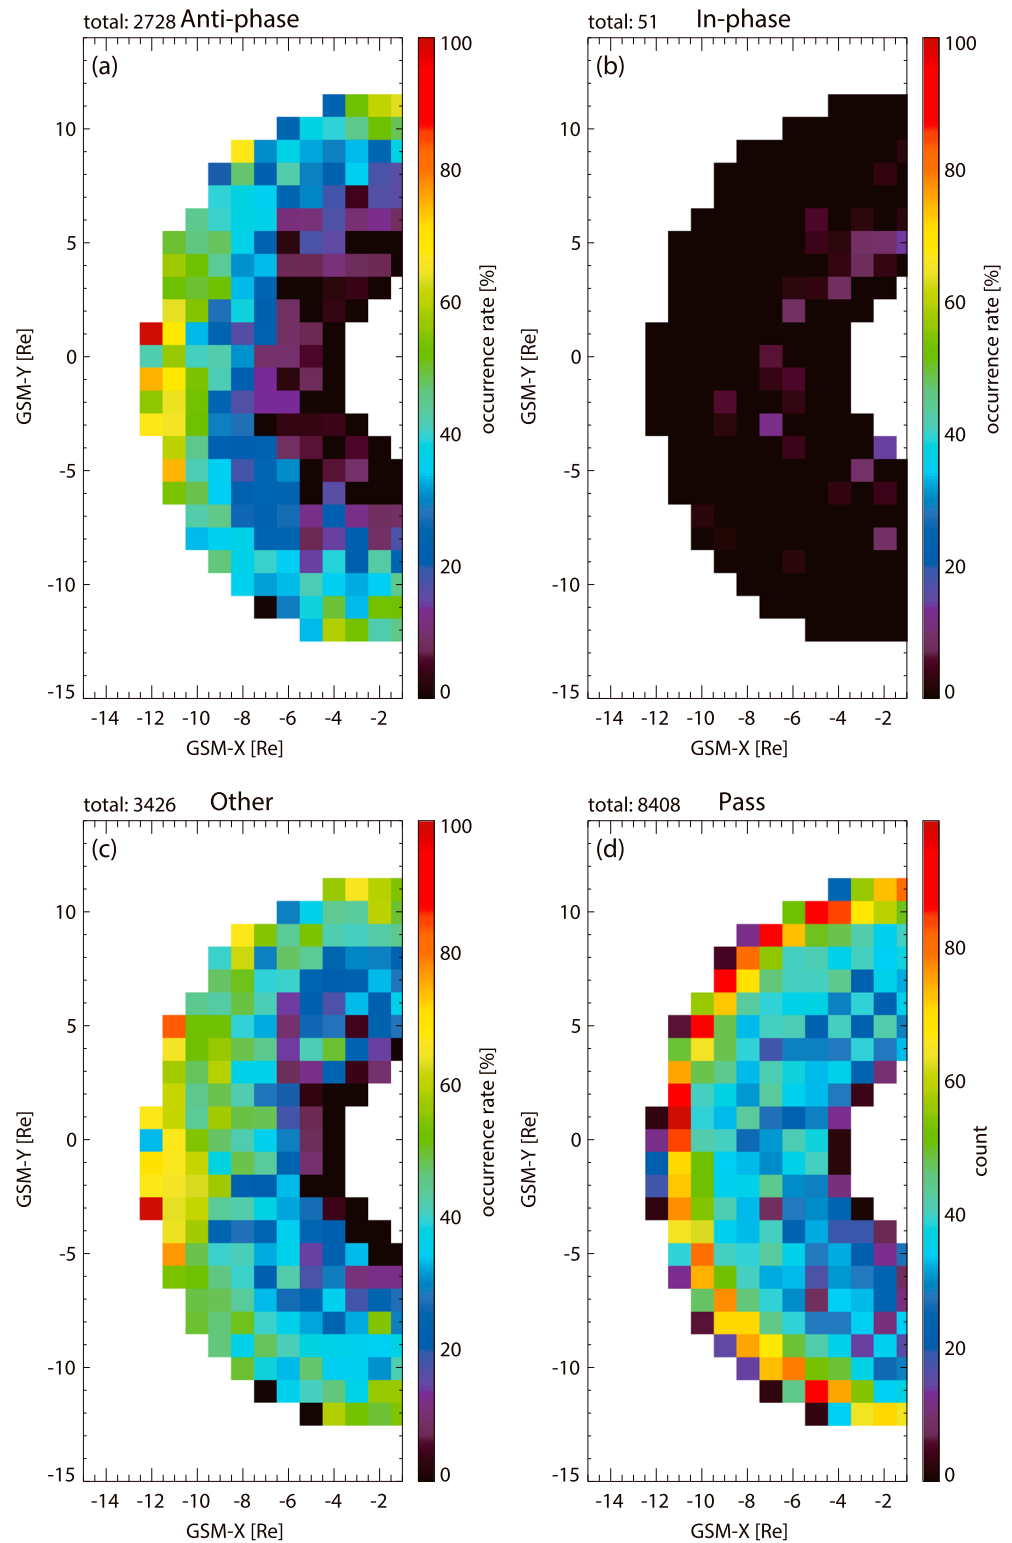 total: 2728 Anti-phase
(a)
10
5
0
-5
-10
-15
-14 -12 -10 -8 -6 -4 -2
GSM-X [Re]
GSM-Y [Re]
100
80
60
40
20
0
occurrence rate [%]
total: 51 In-phase
(b)
10
5
0
-5
-10
-15
-14 -12 -10 -8 -6 -4 -2
GSM-X [Re]
GSM-Y [Re]
100
80
60
40
20
0
occurrence rate [%]
total: 3426 Other
(c)
10
5
0
-5
-10
-15
-14 -12 -10 -8 -6 -4 -2
GSM-X [Re]
GSM-Y [Re]
100
80
60
40
20
0
occurrence rate [%]
total: 8408 Pass
(d)
10
5
0
-5
-10
-15
-14 -12 -10 -8 -6 -4 -2
GSM-X [Re]
GSM-Y [Re]
80
60
40
20
0
count